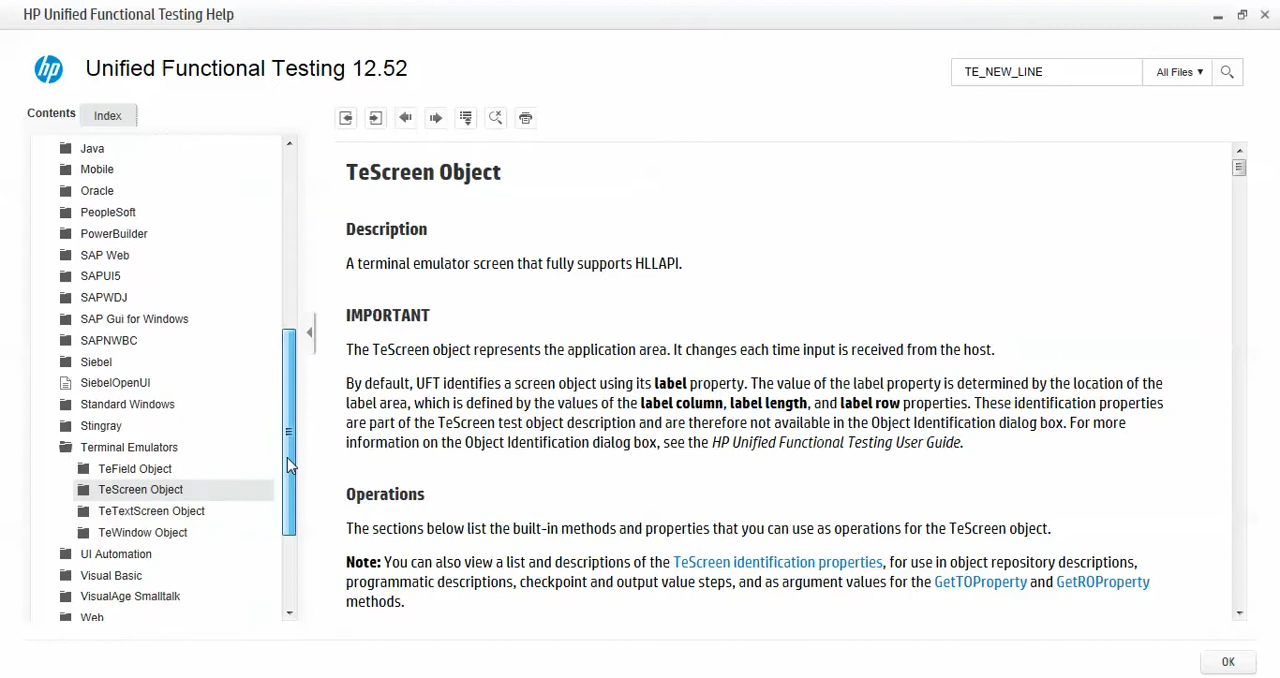 HP Unified Functional Testing Help
hp
Unified Functional Testing 12.52
TE_NEW_LINE
All Files ▾
Contents
Index
Java
Mobile
Oracle
PeopleSoft
PowerBuilder
SAP Web
SAPUI5
SAPWDJ
SAP Gui for Windows
SAPNWBC
Siebel
SiebelOpenUI
Standard Windows
Stingray
Terminal Emulators
TeField Object
TeScreen Object
TeTextScreen Object
TeWindow Object
UI Automation
Visual Basic
VisualAge Smalltalk
Web
TeScreen Object
Description
A terminal emulator screen that fully supports HLLAPI.
IMPORTANT
The TeScreen object represents the application area. It changes each time input is received from the host.
By default, UFT identifies a screen object using its label property. The value of the label property is determined by the location of the
label area, which is defined by the values of the label column, label length, and label row properties. These identification properties
are part of the TeScreen test object description and are therefore not available in the Object Identification dialog box. For more
information on the Object Identification dialog box, see the HP Unified Functional Testing User Guide.
Operations
The sections below list the built-in methods and properties that you can use as operations for the TeScreen object.
Note: You can also view a list and descriptions of the TeScreen identification properties, for use in object repository descriptions,
programmatic descriptions, checkpoint and output value steps, and as argument values for the GetTOProperty and GetROProperty
methods.
OK